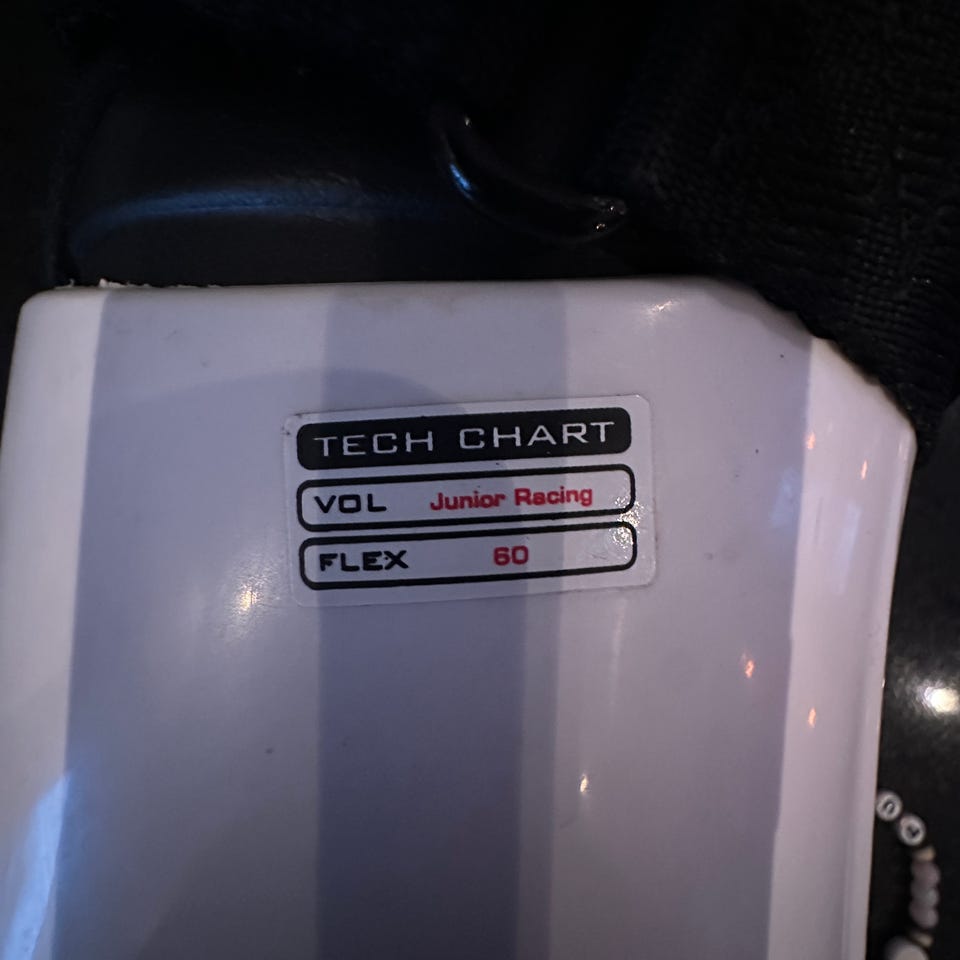 TECH CHART
VOL Junior Racing
FLEX 60